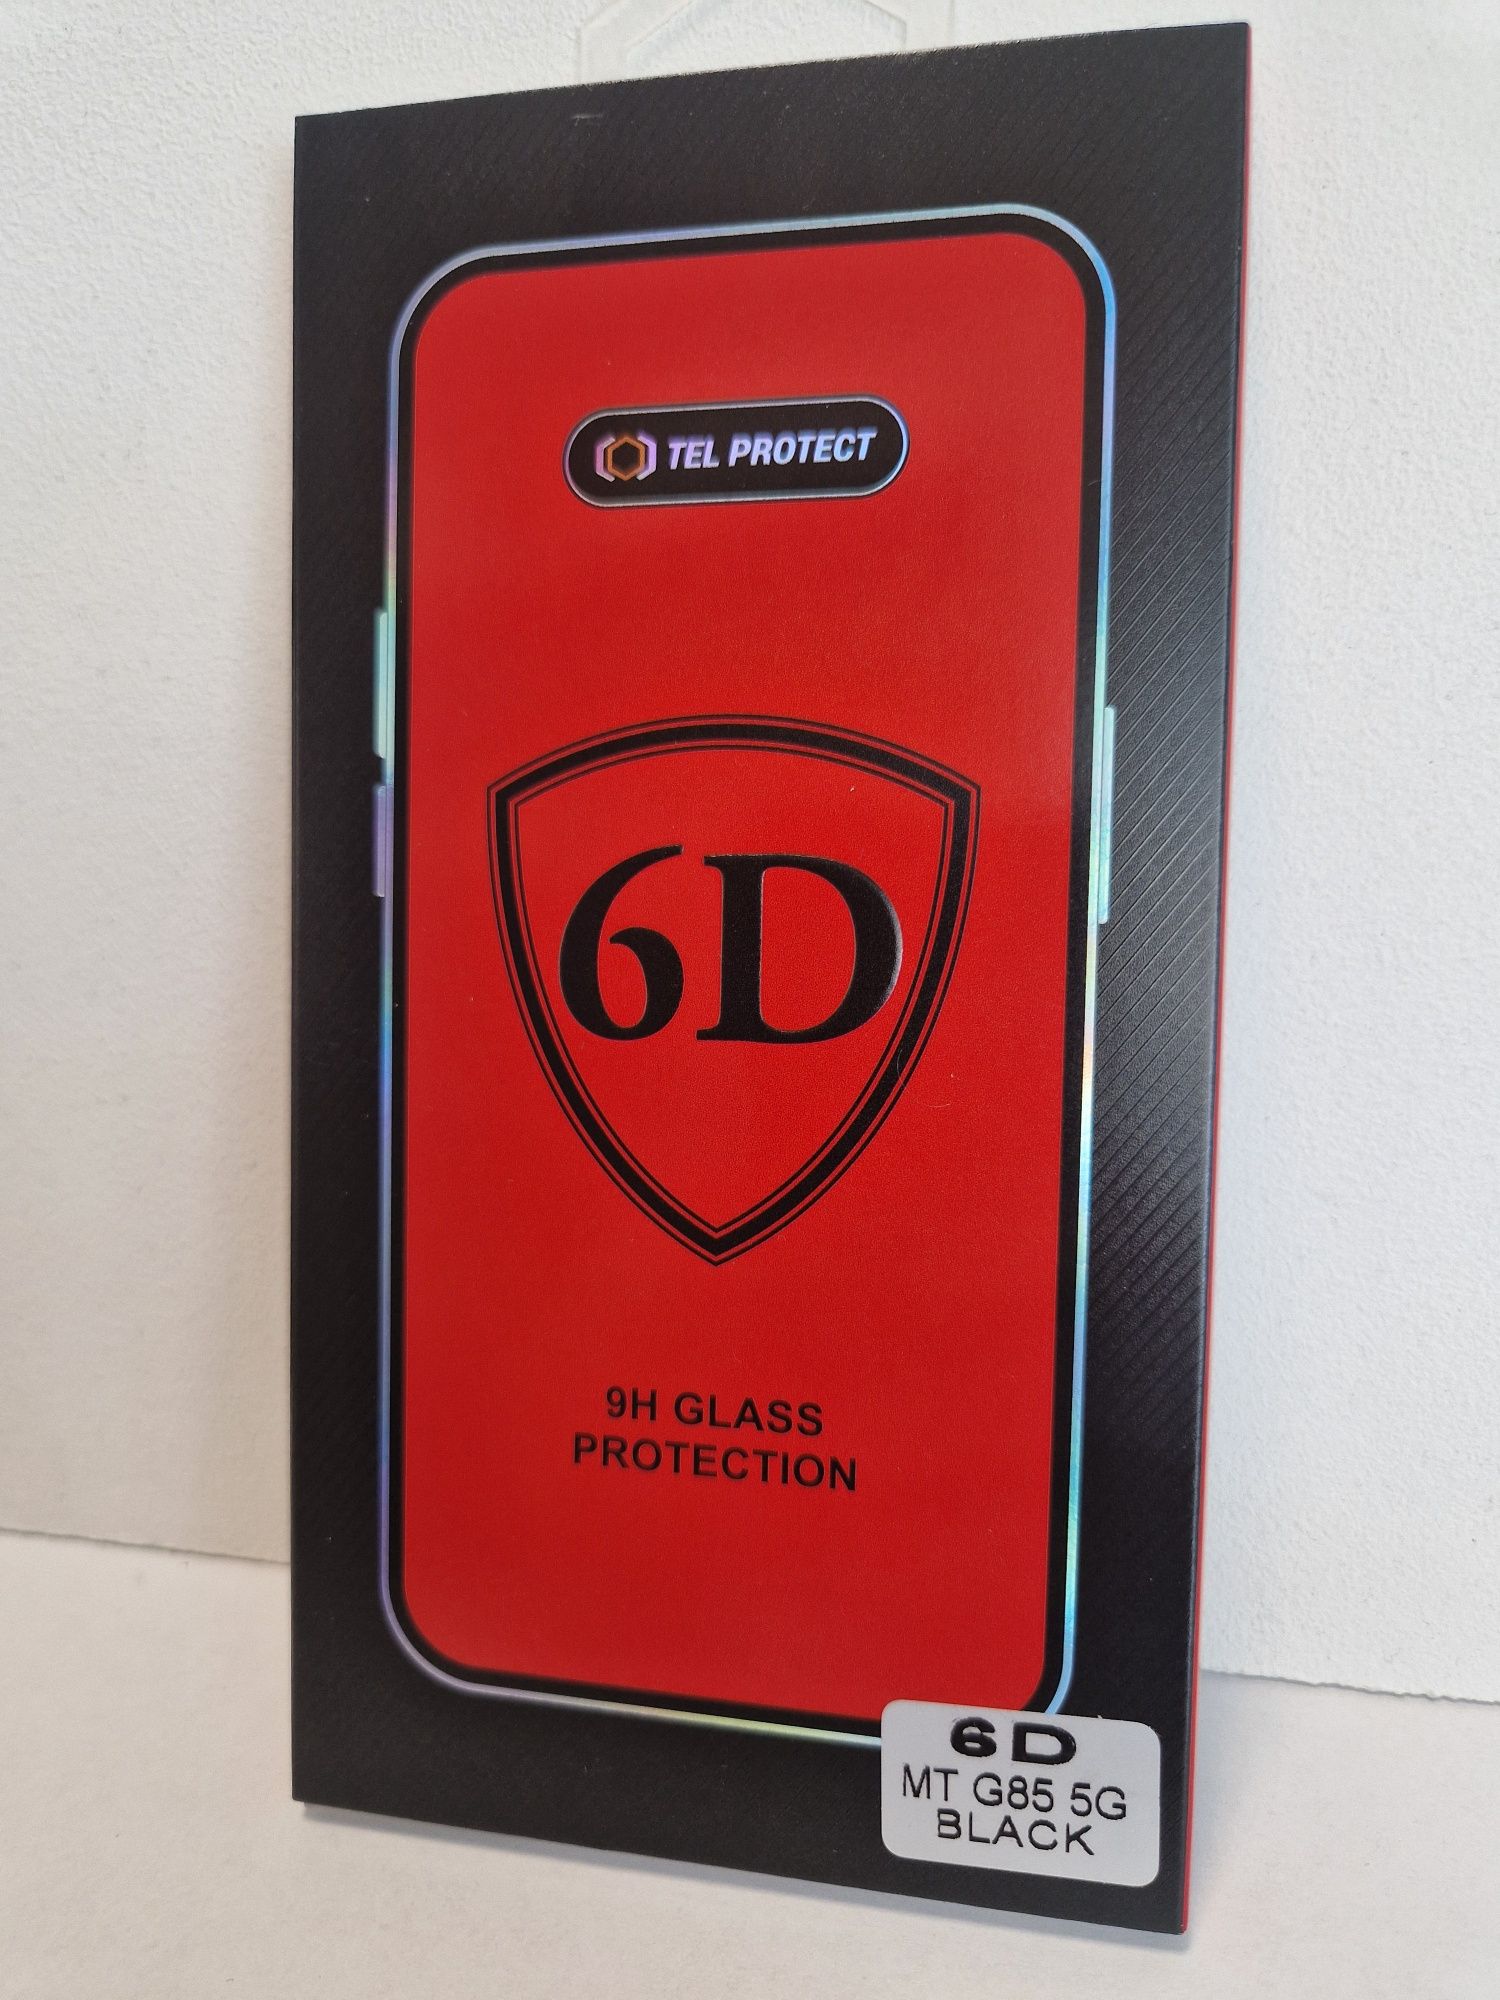 TEL PROTECT
6D
9H GLASS
PROTECTION
6D
MT G85 5G
BLACK